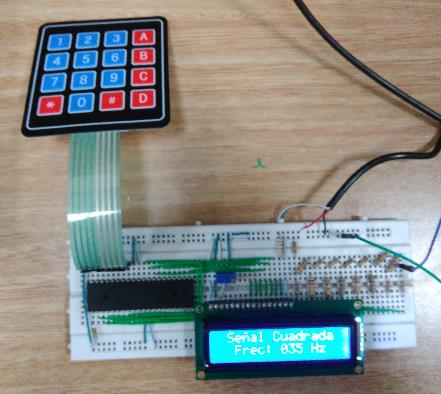 1 2 3 A
4 5 6 B
7 8 9 C
* 0 # D
Señal Cuadrada
Frec: 035 Hz